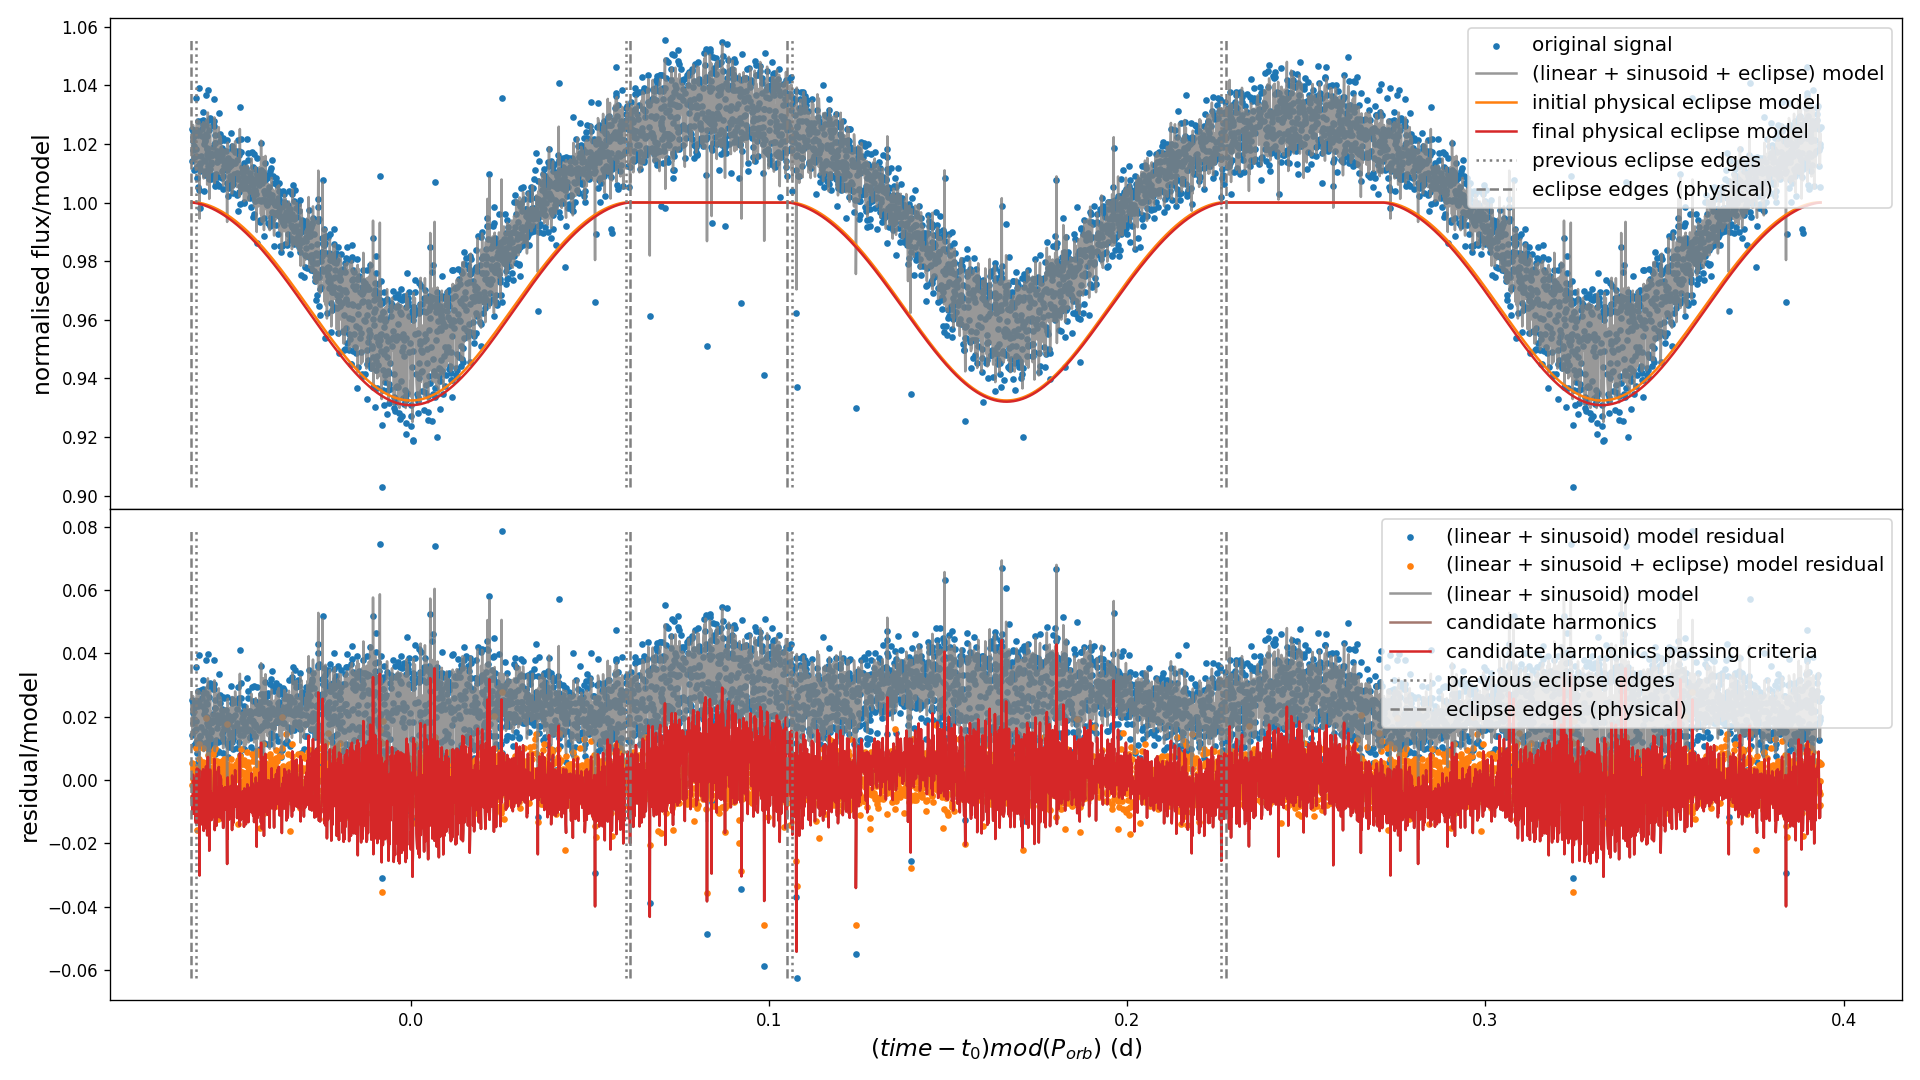 normalised flux/model
1.06
1.04
1.02
1.00
0.98
0.96
0.94
0.92
0.90
original signal
(linear + sinusoid + eclipse) model
initial physical eclipse model
final physical eclipse model
previous eclipse edges
eclipse edges (physical)
residual/model
0.08
0.06
0.04
0.02
0.00
−0.02
−0.04
−0.06
(linear + sinusoid) model residual
(linear + sinusoid + eclipse) model residual
(linear + sinusoid) model
candidate harmonics
candidate harmonics passing criteria
previous eclipse edges
eclipse edges (physical)
0.0 0.1 0.2 0.3 0.4
(time − t₀)mod(Pₒᵣb) (d)